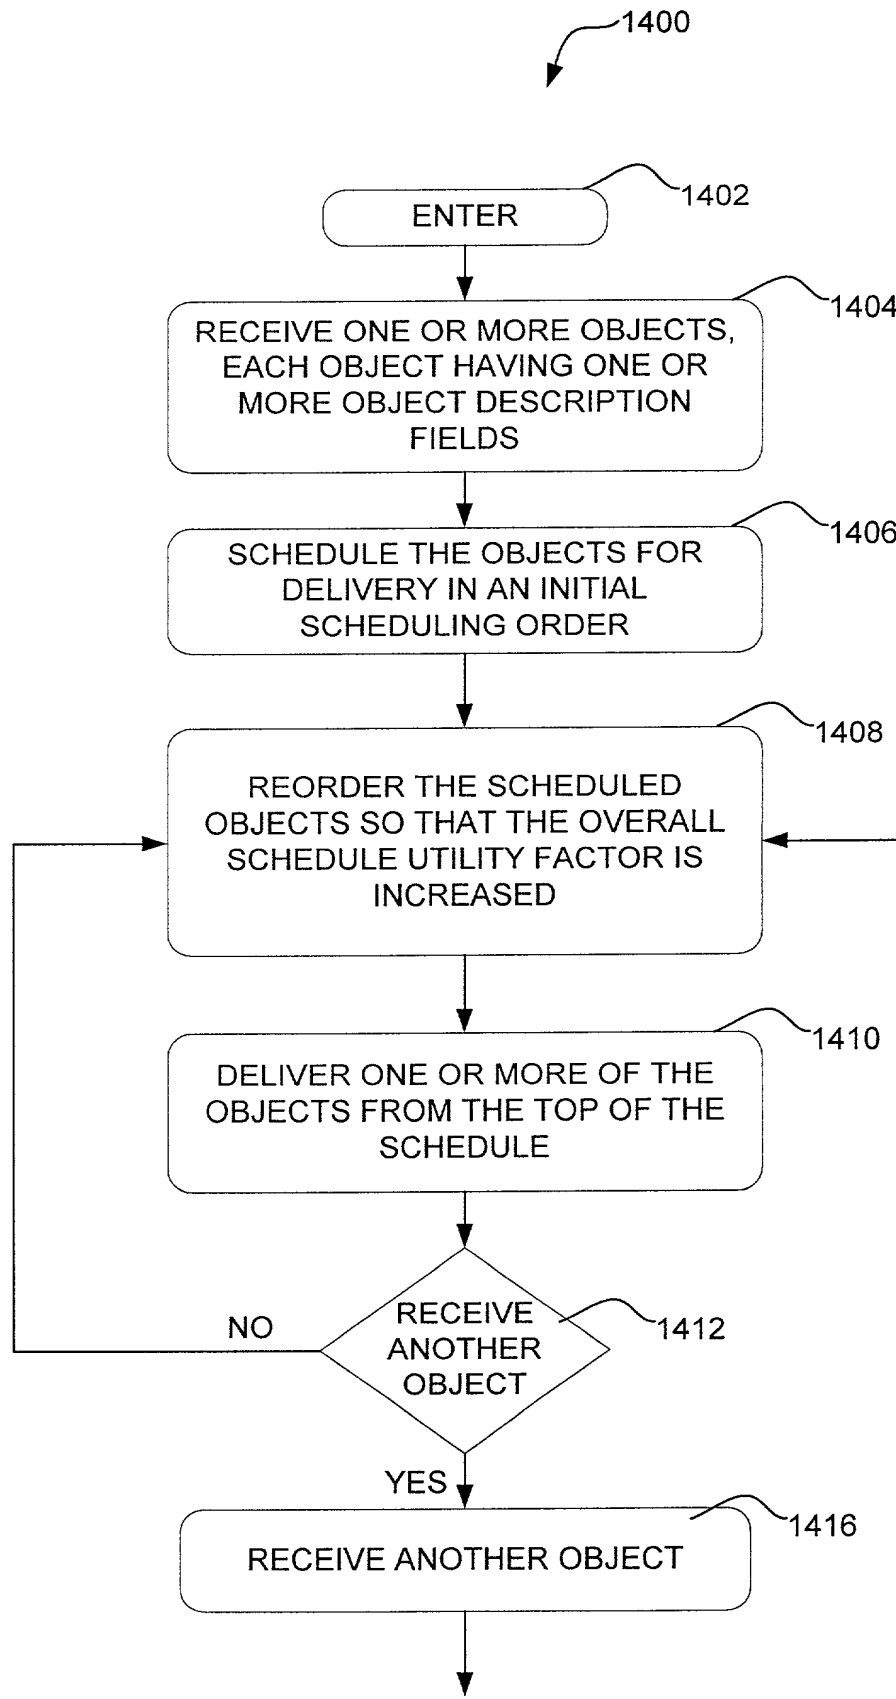 1400
1402
ENTER
1404
RECEIVE ONE OR MORE OBJECTS,
EACH OBJECT HAVING ONE OR
MORE OBJECT DESCRIPTION
FIELDS
1406
SCHEDULE THE OBJECTS FOR
DELIVERY IN AN INITIAL
SCHEDULING ORDER
1408
REORDER THE SCHEDULED
OBJECTS SO THAT THE OVERALL
SCHEDULE UTILITY FACTOR IS
INCREASED
1410
DELIVER ONE OR MORE OF THE
OBJECTS FROM THE TOP OF THE
SCHEDULE
NO
RECEIVE
ANOTHER
OBJECT
1412
YES
1416
RECEIVE ANOTHER OBJECT